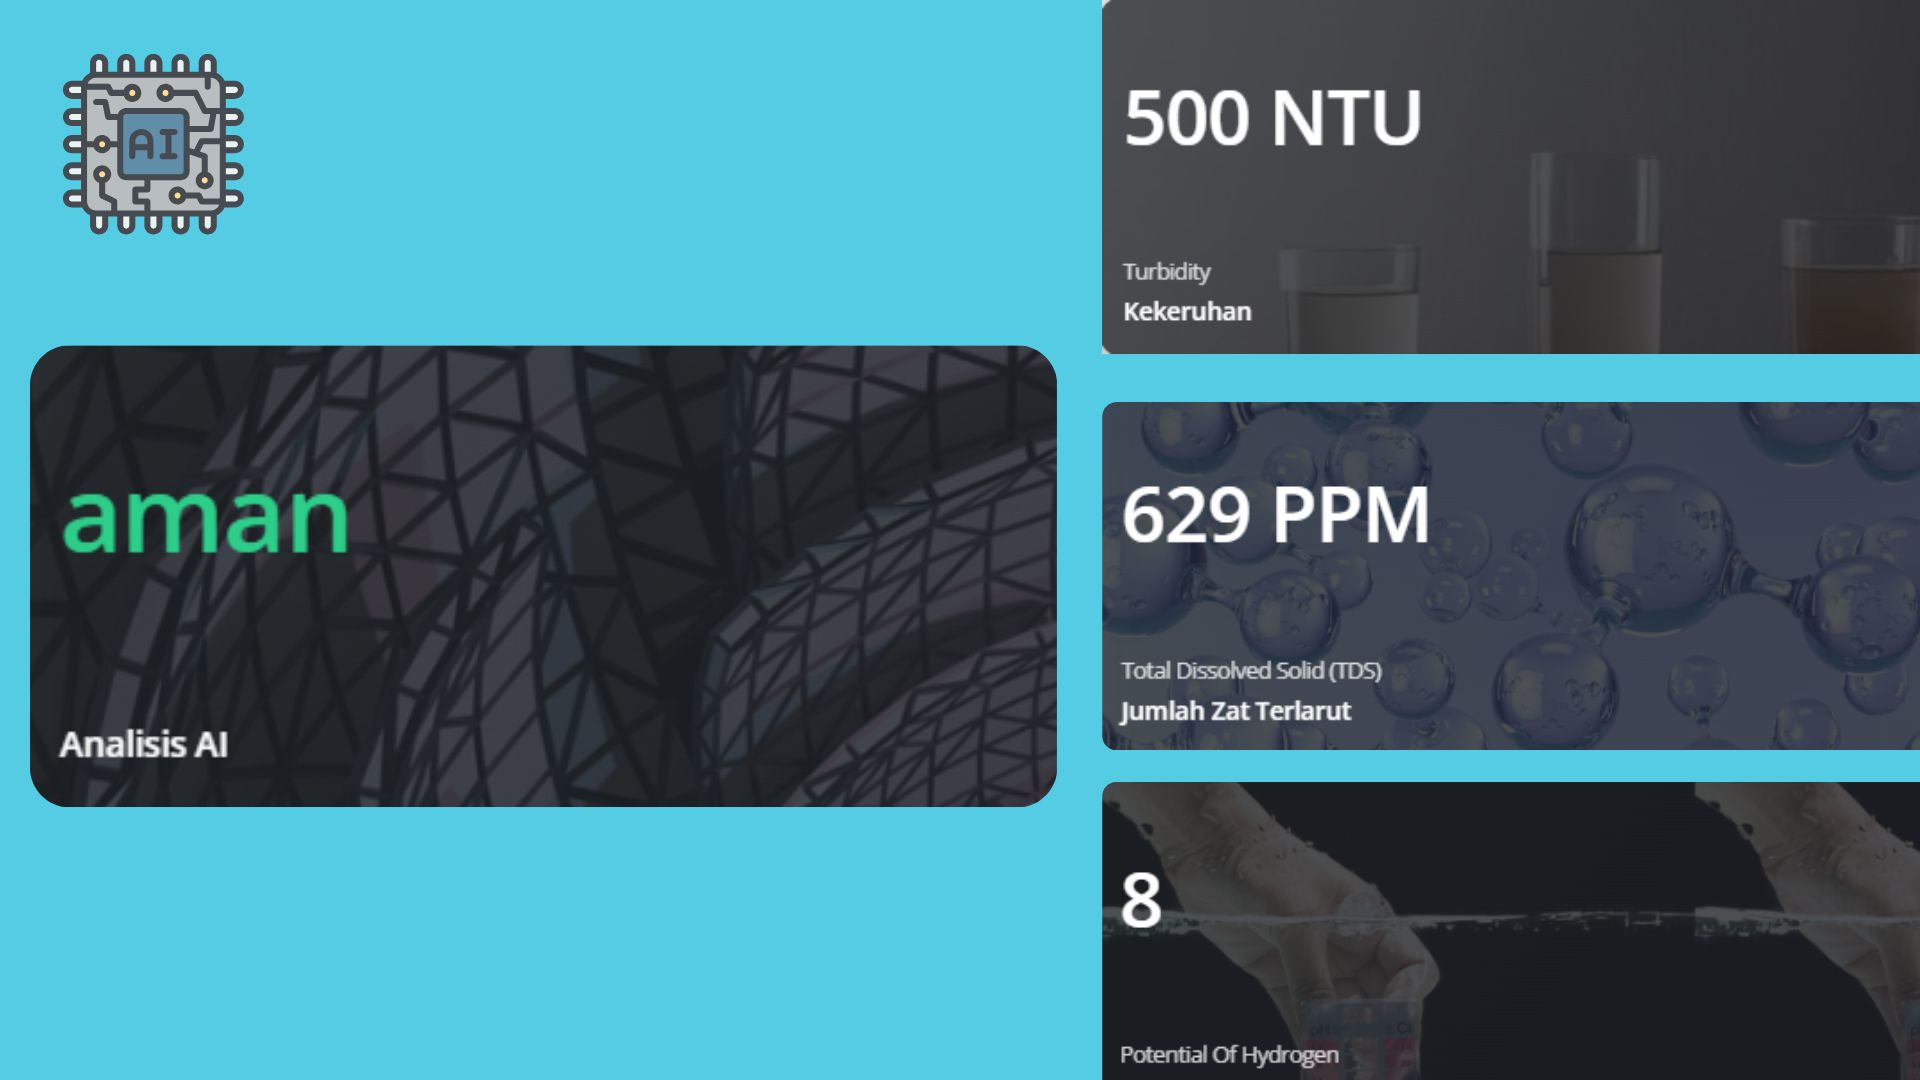 AI
aman
Analisis AI
500 NTU
Turbidity
Kekeruhan
629 PPM
Total Dissolved Solid (TDS)
Jumlah Zat Terlarut
8
Potential Of Hydrogen